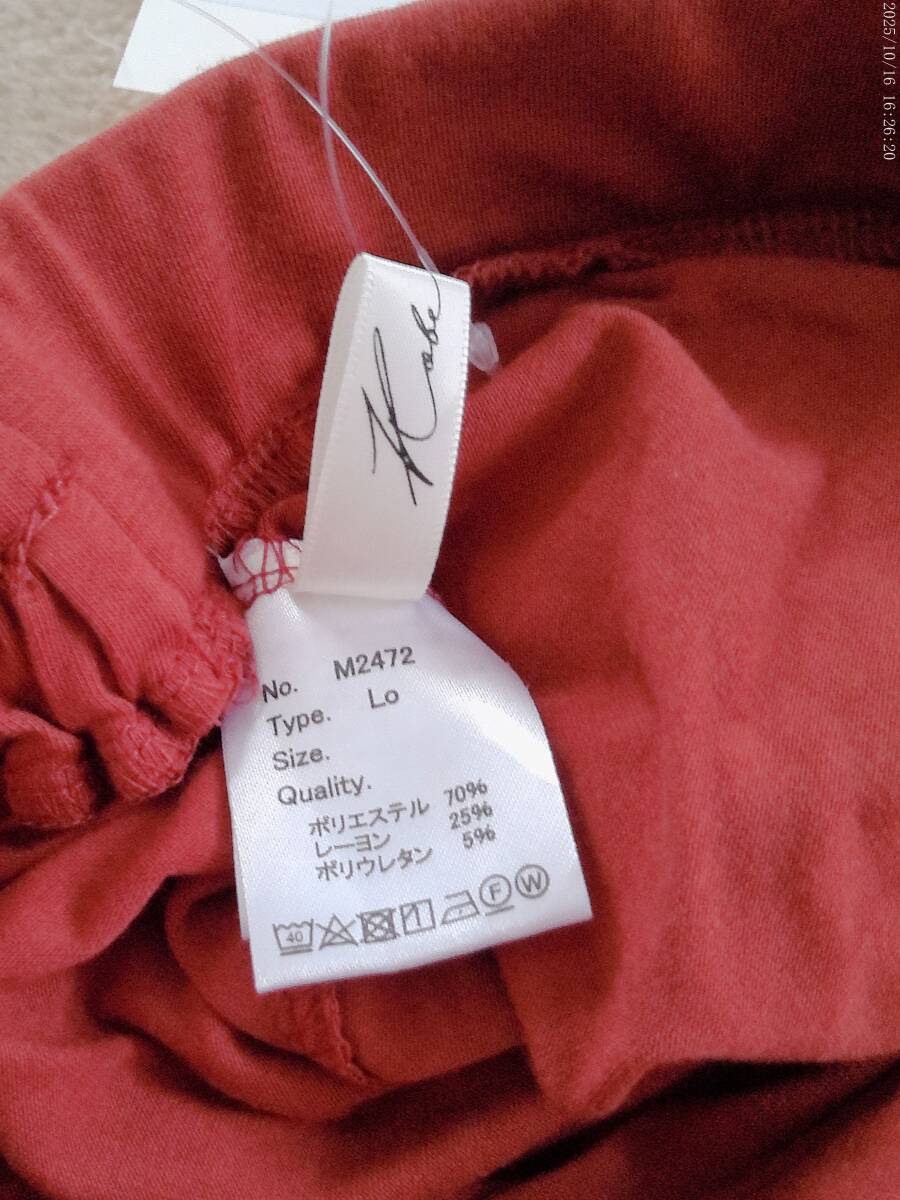 2025/10/16 16:26:20
No. M2472
Type. Lo
Size.
Quality.
ポリエステル 70%
レーヨン 25%
ポリウレタン 5%
40 F W